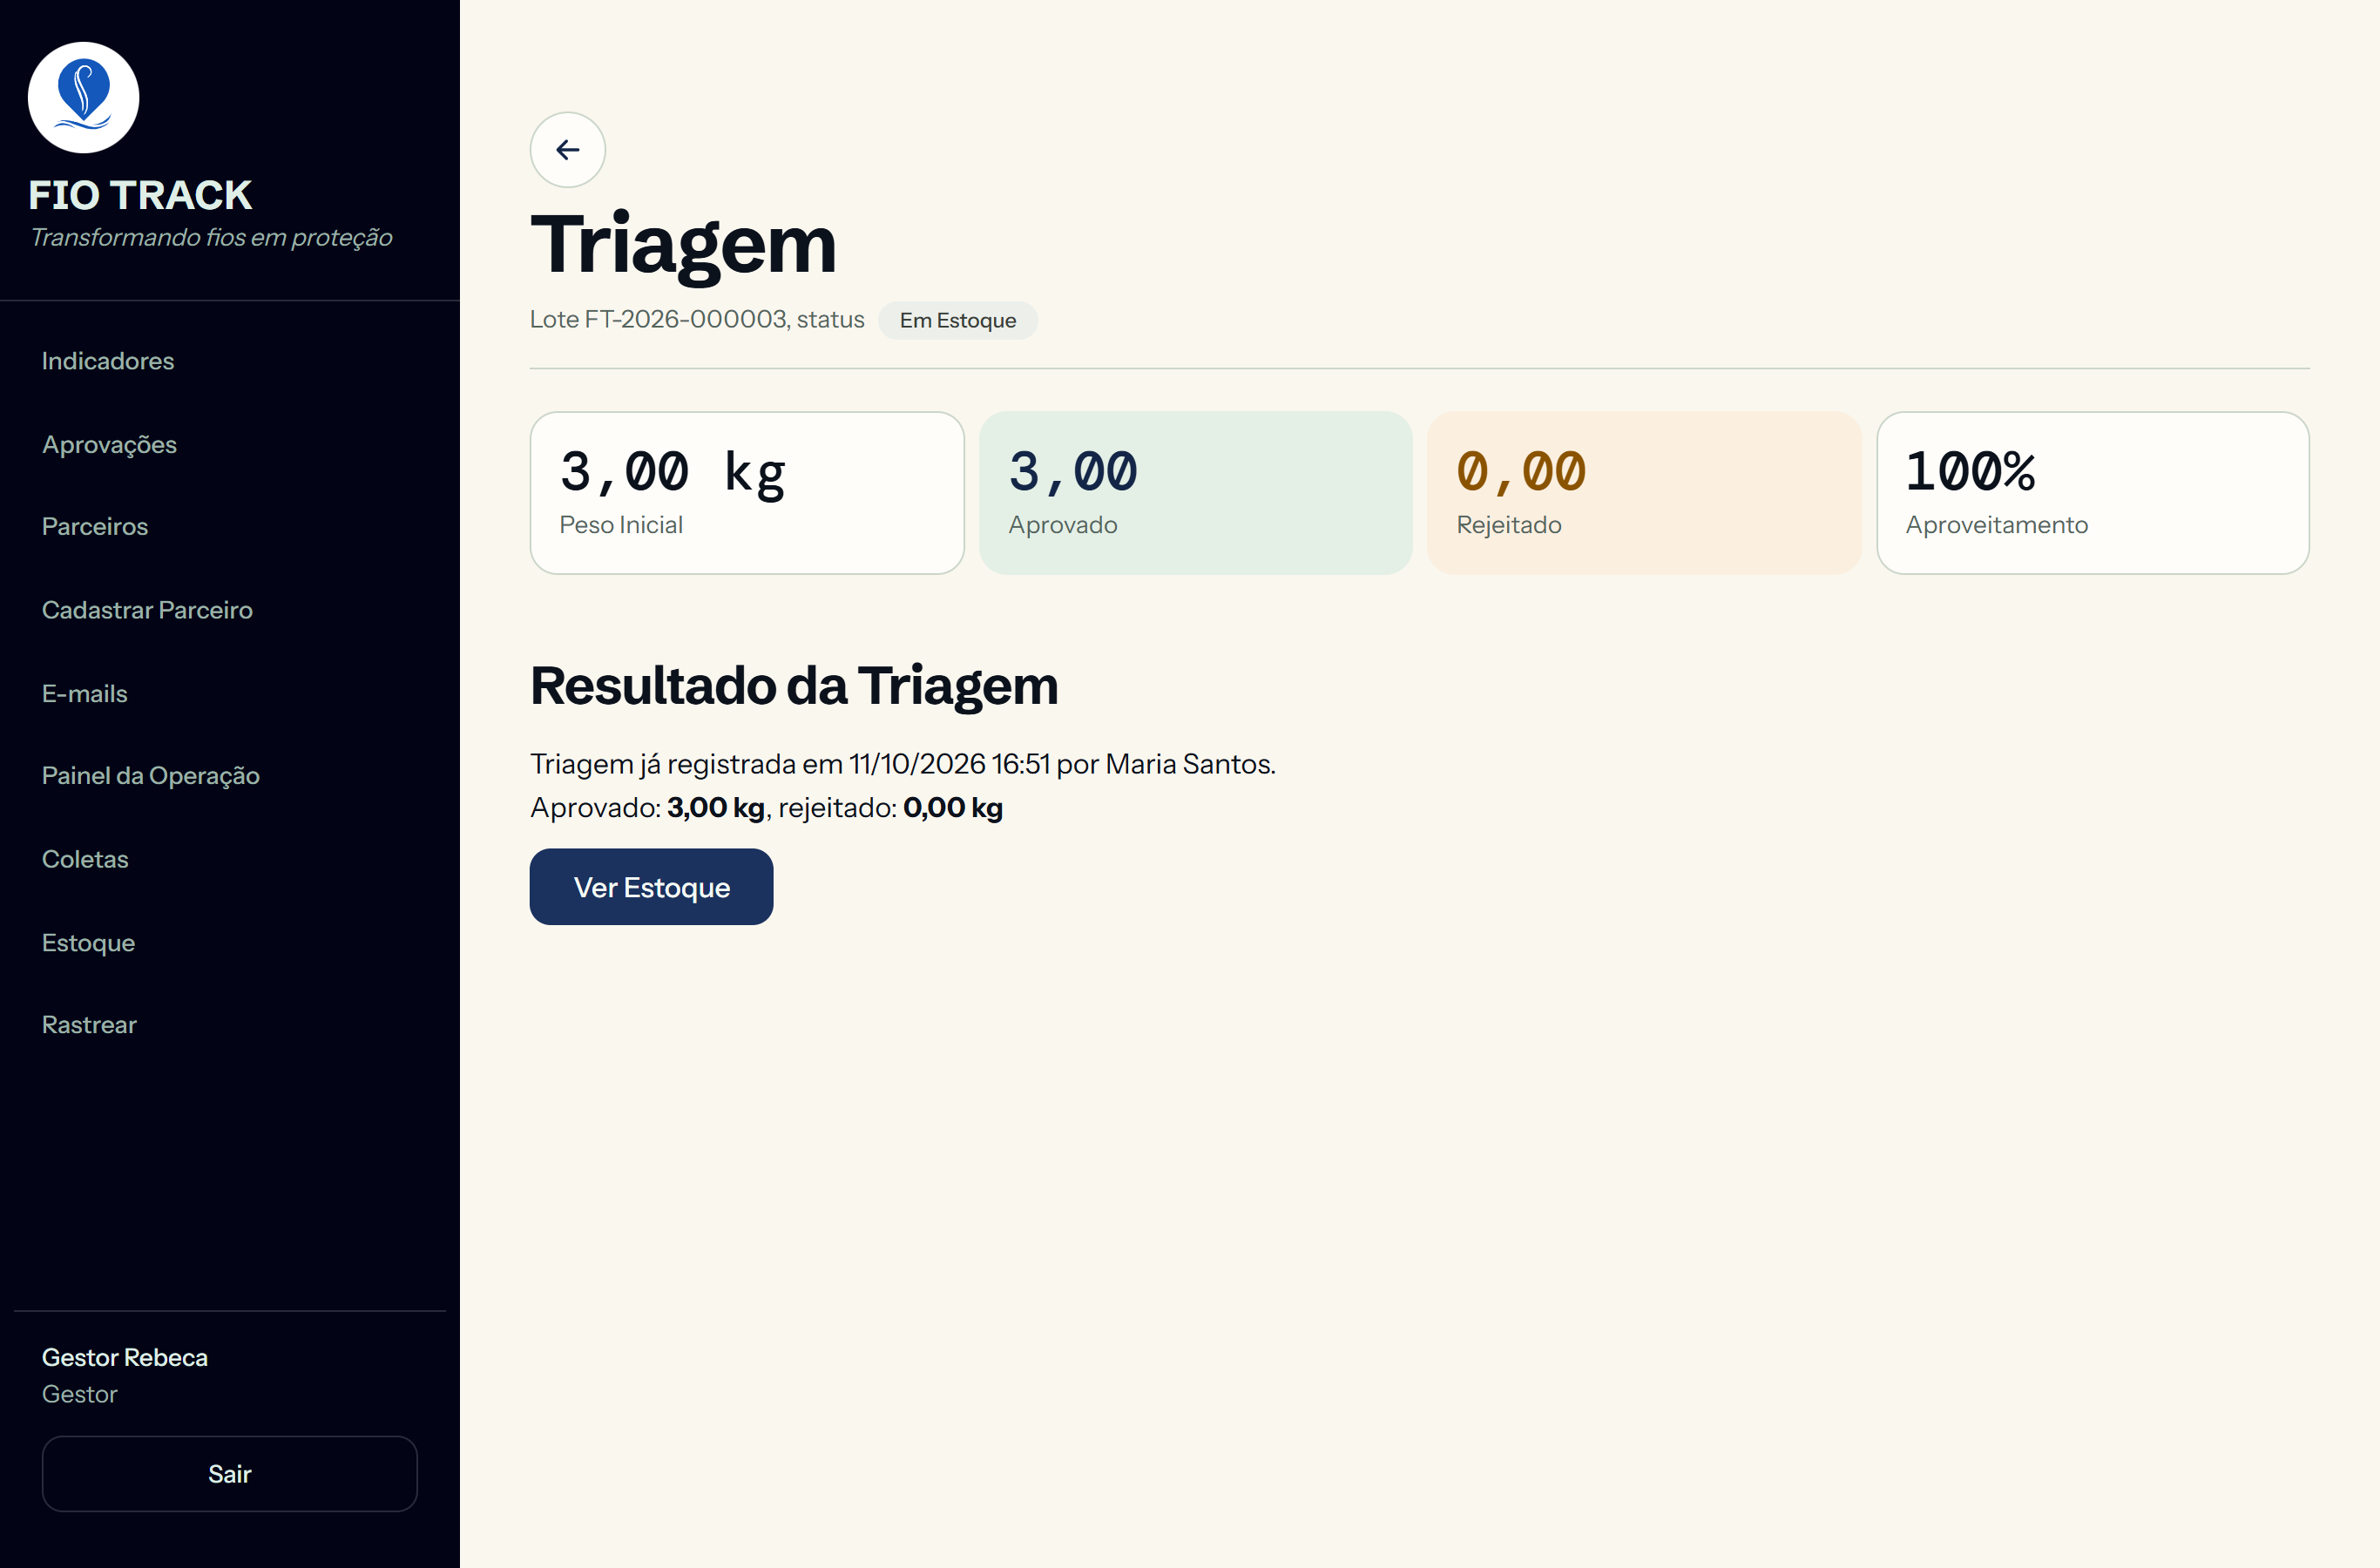 FIO TRACK
Transformando fios em proteção
Indicadores
Aprovações
Parceiros
Cadastrar Parceiro
E-mails
Painel da Operação
Coletas
Estoque
Rastrear
Gestor Rebeca
Gestor
Sair
Triagem
Lote FT-2026-000003, status Em Estoque
3,00 kg
Peso Inicial
3,00
Aprovado
0,00
Rejeitado
100%
Aproveitamento
Resultado da Triagem
Triagem já registrada em 11/10/2026 16:51 por Maria Santos.
Aprovado: 3,00 kg, rejeitado: 0,00 kg
Ver Estoque